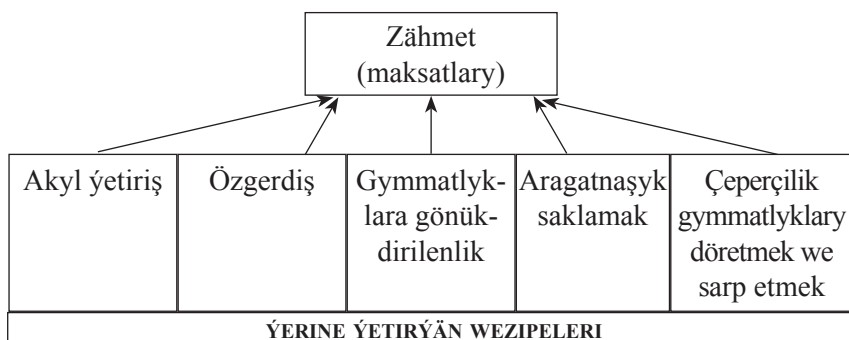 Zähmet
(maksatlary)
Akyl ýetiriş
Özgerdiş
Gymmatlyk-
lara gönük-
dirilenlik
Aragatnaşyk
saklamak
Çeperçilik
gymmatlyklary
döretmek we
sarp etmek
ÝERINE ÝETIRÝÄN WEZIPELERI